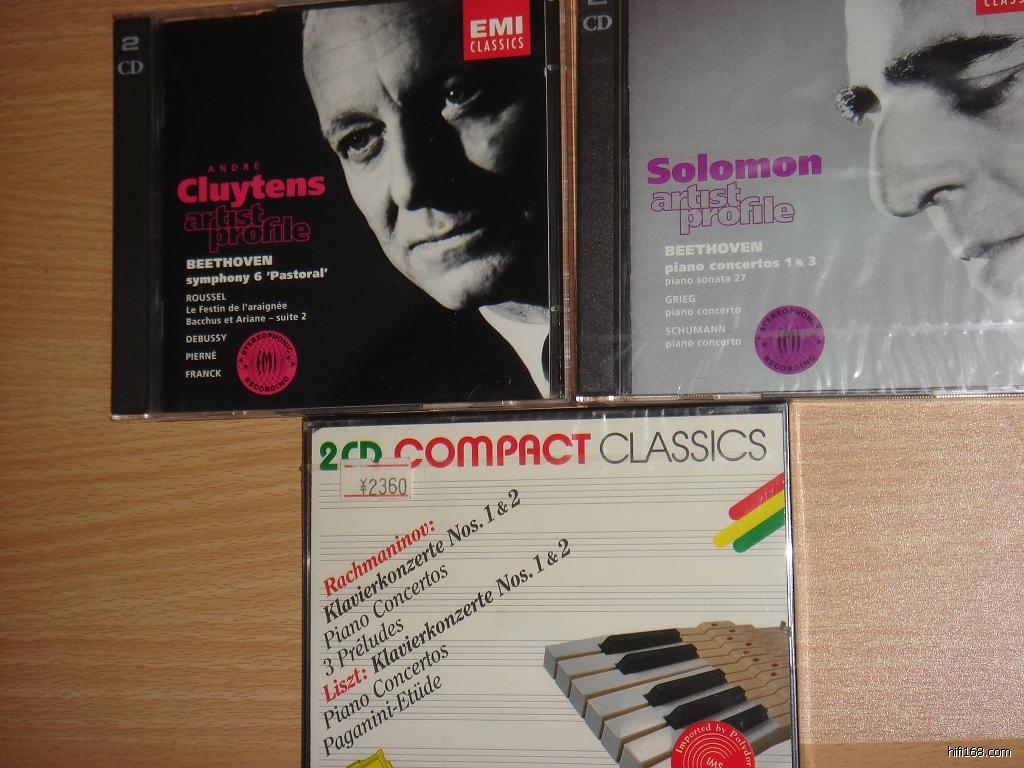 2
CD
EMI
CLASSICS
ANDRÉ
Cluytens
artist
profile
BEETHOVEN
symphony 6 'Pastoral'
ROUSSEL
Le Festin de l'araignée
Bacchus et Ariane – suite 2
DEBUSSY
PIERNÉ
FRANCK
STEREOPHONIC
EMI
RECORDING
2
CD
CLASSICS
Solomon
artist
profile
BEETHOVEN
piano concertos 1 & 3
piano sonata 27
GRIEG
piano concerto
SCHUMANN
piano concerto
STEREOPHONIC
EMI
RECORDING
2CD COMPACT CLASSICS
¥2360
Rachmaninov:
Klavierkonzerte Nos. 1 & 2
Piano Concertos
3 Préludes
Liszt: Klavierkonzerte Nos. 1 & 2
Piano Concertos
Paganini-Etüde
Imported by Polydor
IMS
hifi168.com